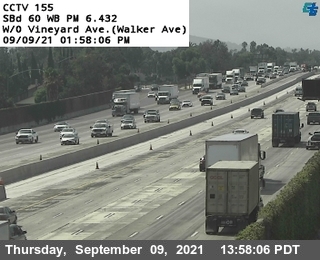 CCTV 155
SBd 60 WB PM 6.432
W/O Vineyard Ave.(Walker Ave)
09/09/21 01:58:06 PM
Thursday, September 09, 2021 13:58:06 PDT